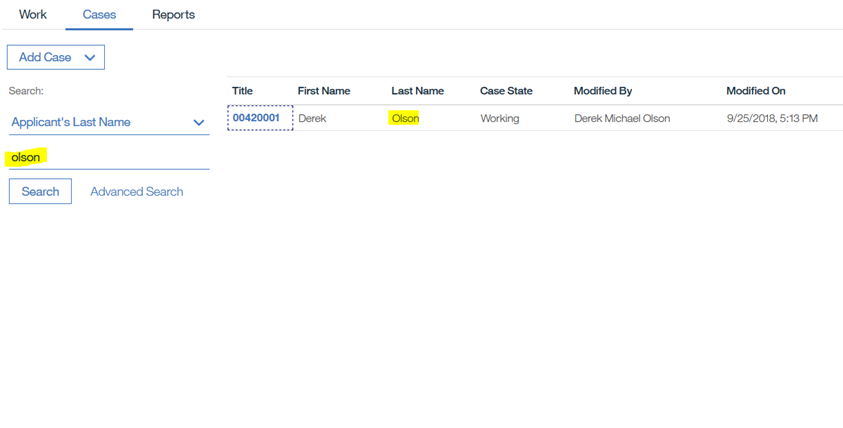 Work Cases Reports
Add Case
Search:
Applicant's Last Name
olson
Search Advanced Search
Title First Name Last Name Case State Modified By Modified On
00420001 Derek Olson Working Derek Michael Olson 9/25/2018, 5:13 PM